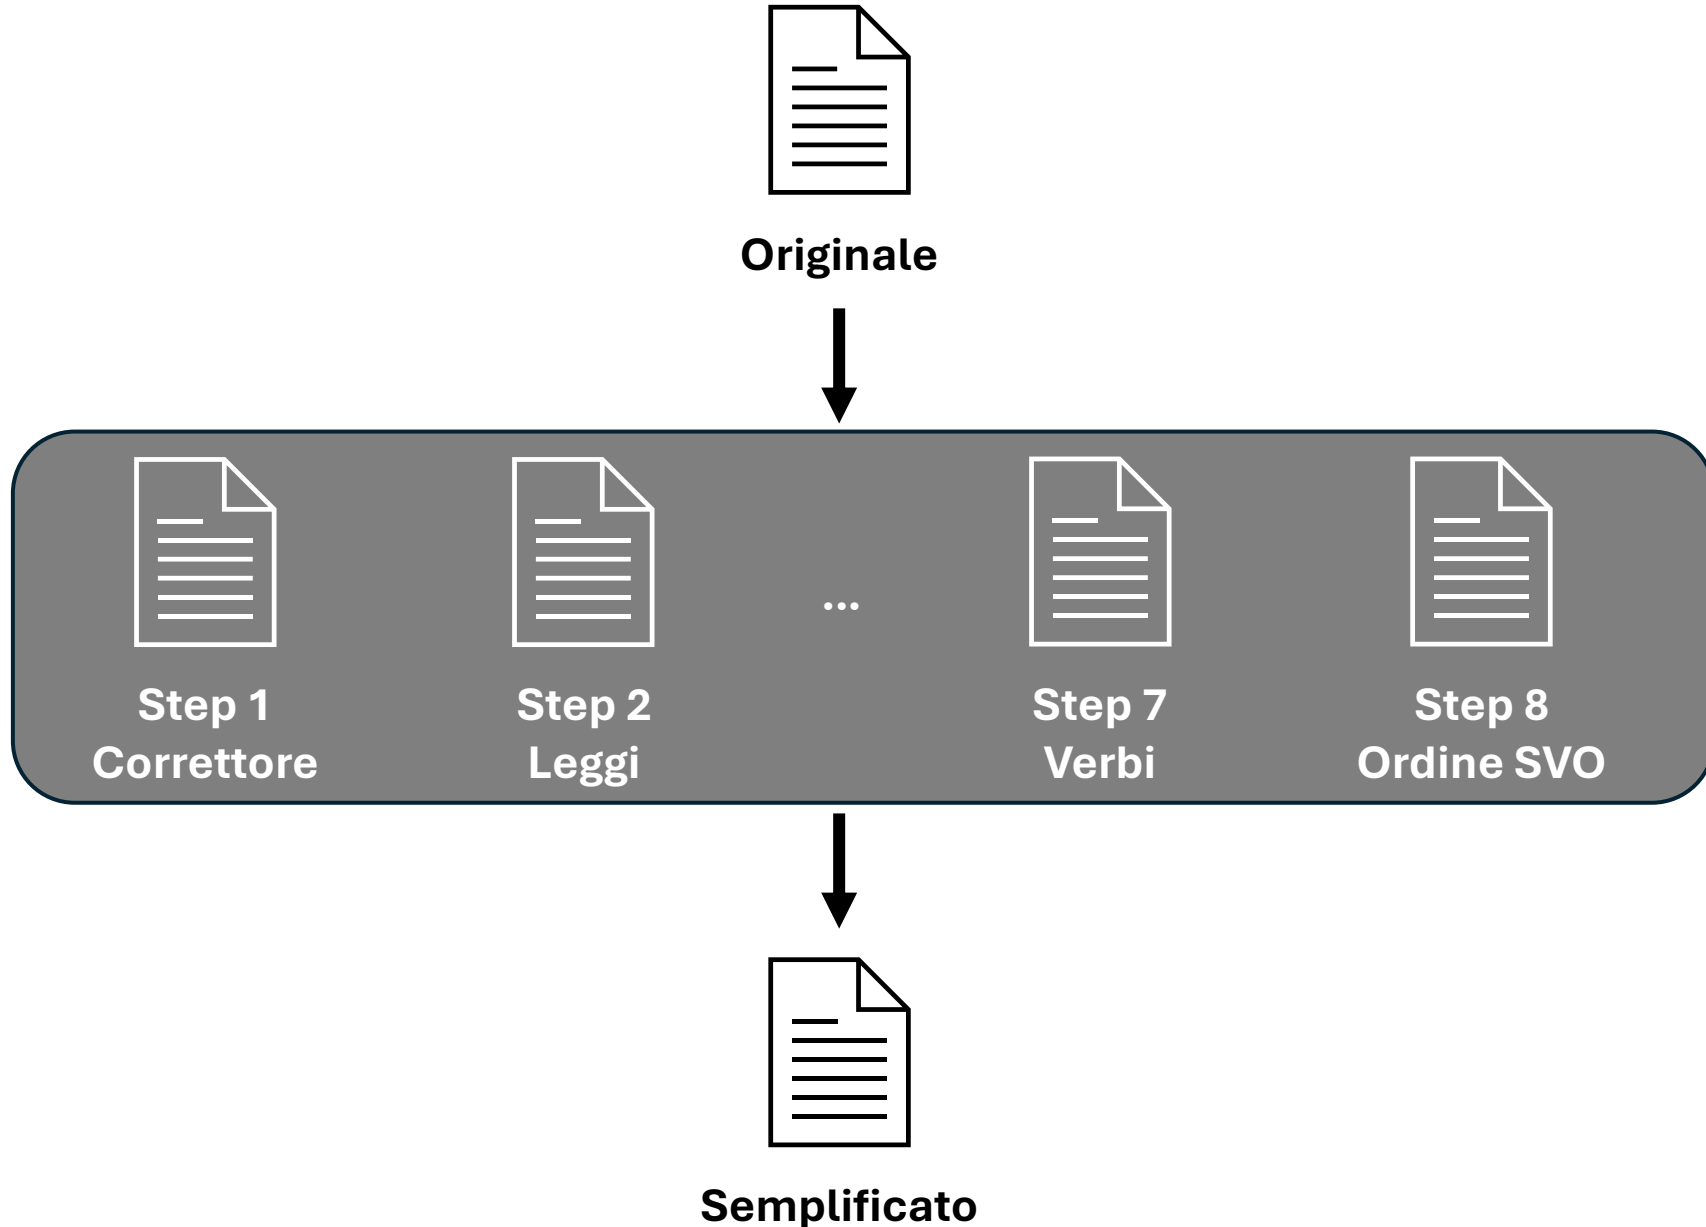 Originale
Step 1
Correttore
Step 2
Leggi
...
Step 7
Verbi
Step 8
Ordine SVO
Semplificato